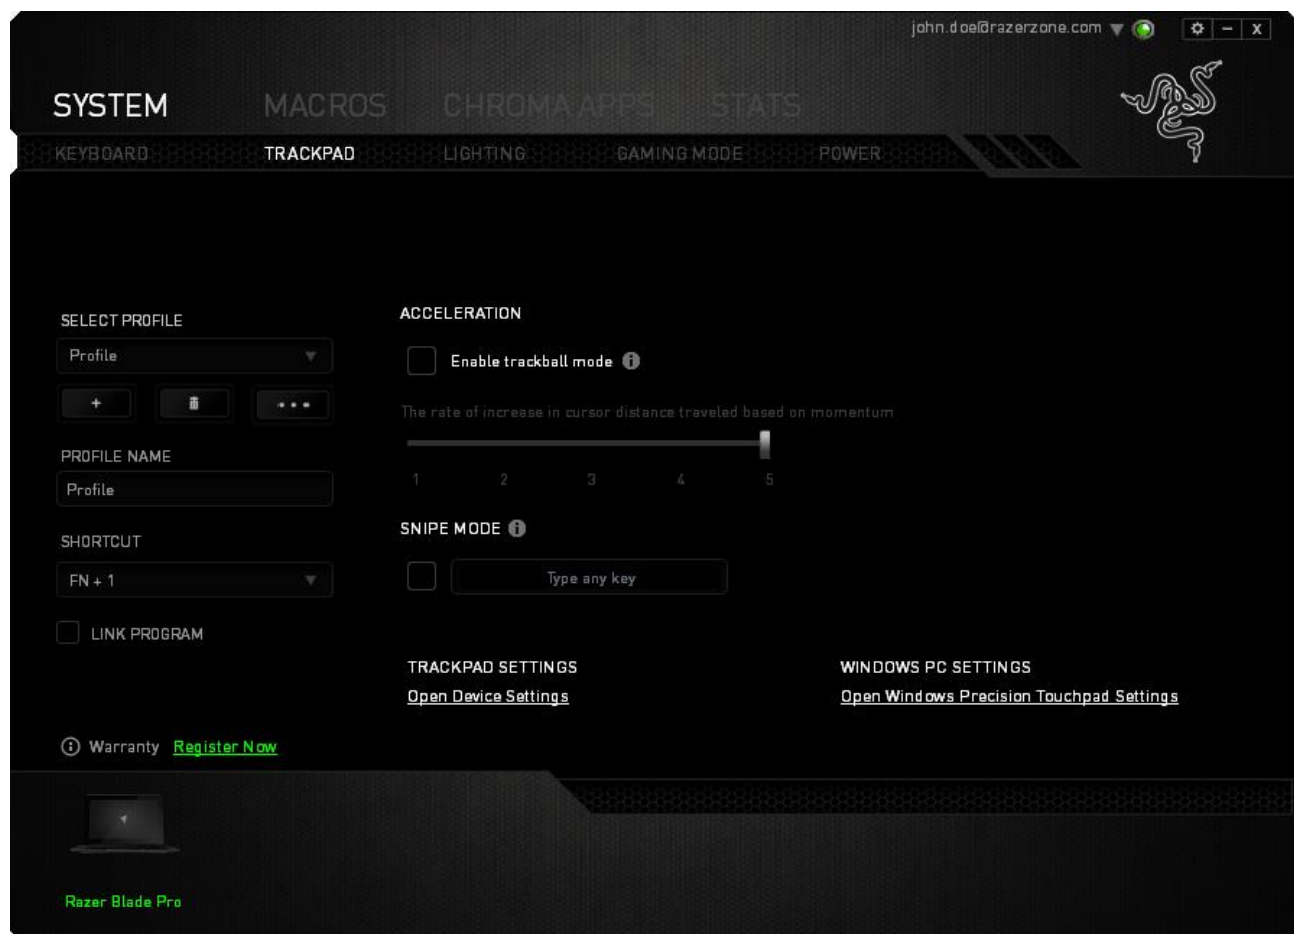 john.doe@razerzone.com
X
SYSTEM MACROS CHROMA APPS STATS
KEYBOARD TRACKPAD LIGHTING GAMING MODE POWER
SELECT PROFILE
Profile
+
PROFILE NAME
Profile
SHORTCUT
FN + 1
LINK PROGRAM
ACCELERATION
Enable trackball mode
The rate of increase in cursor distance traveled based on momentum
1 2 3 4 5
SNIPE MODE
Type any key
TRACKPAD SETTINGS
Open Device Settings
WINDOWS PC SETTINGS
Open Windows Precision Touchpad Settings
Warranty Register Now
Razer Blade Pro